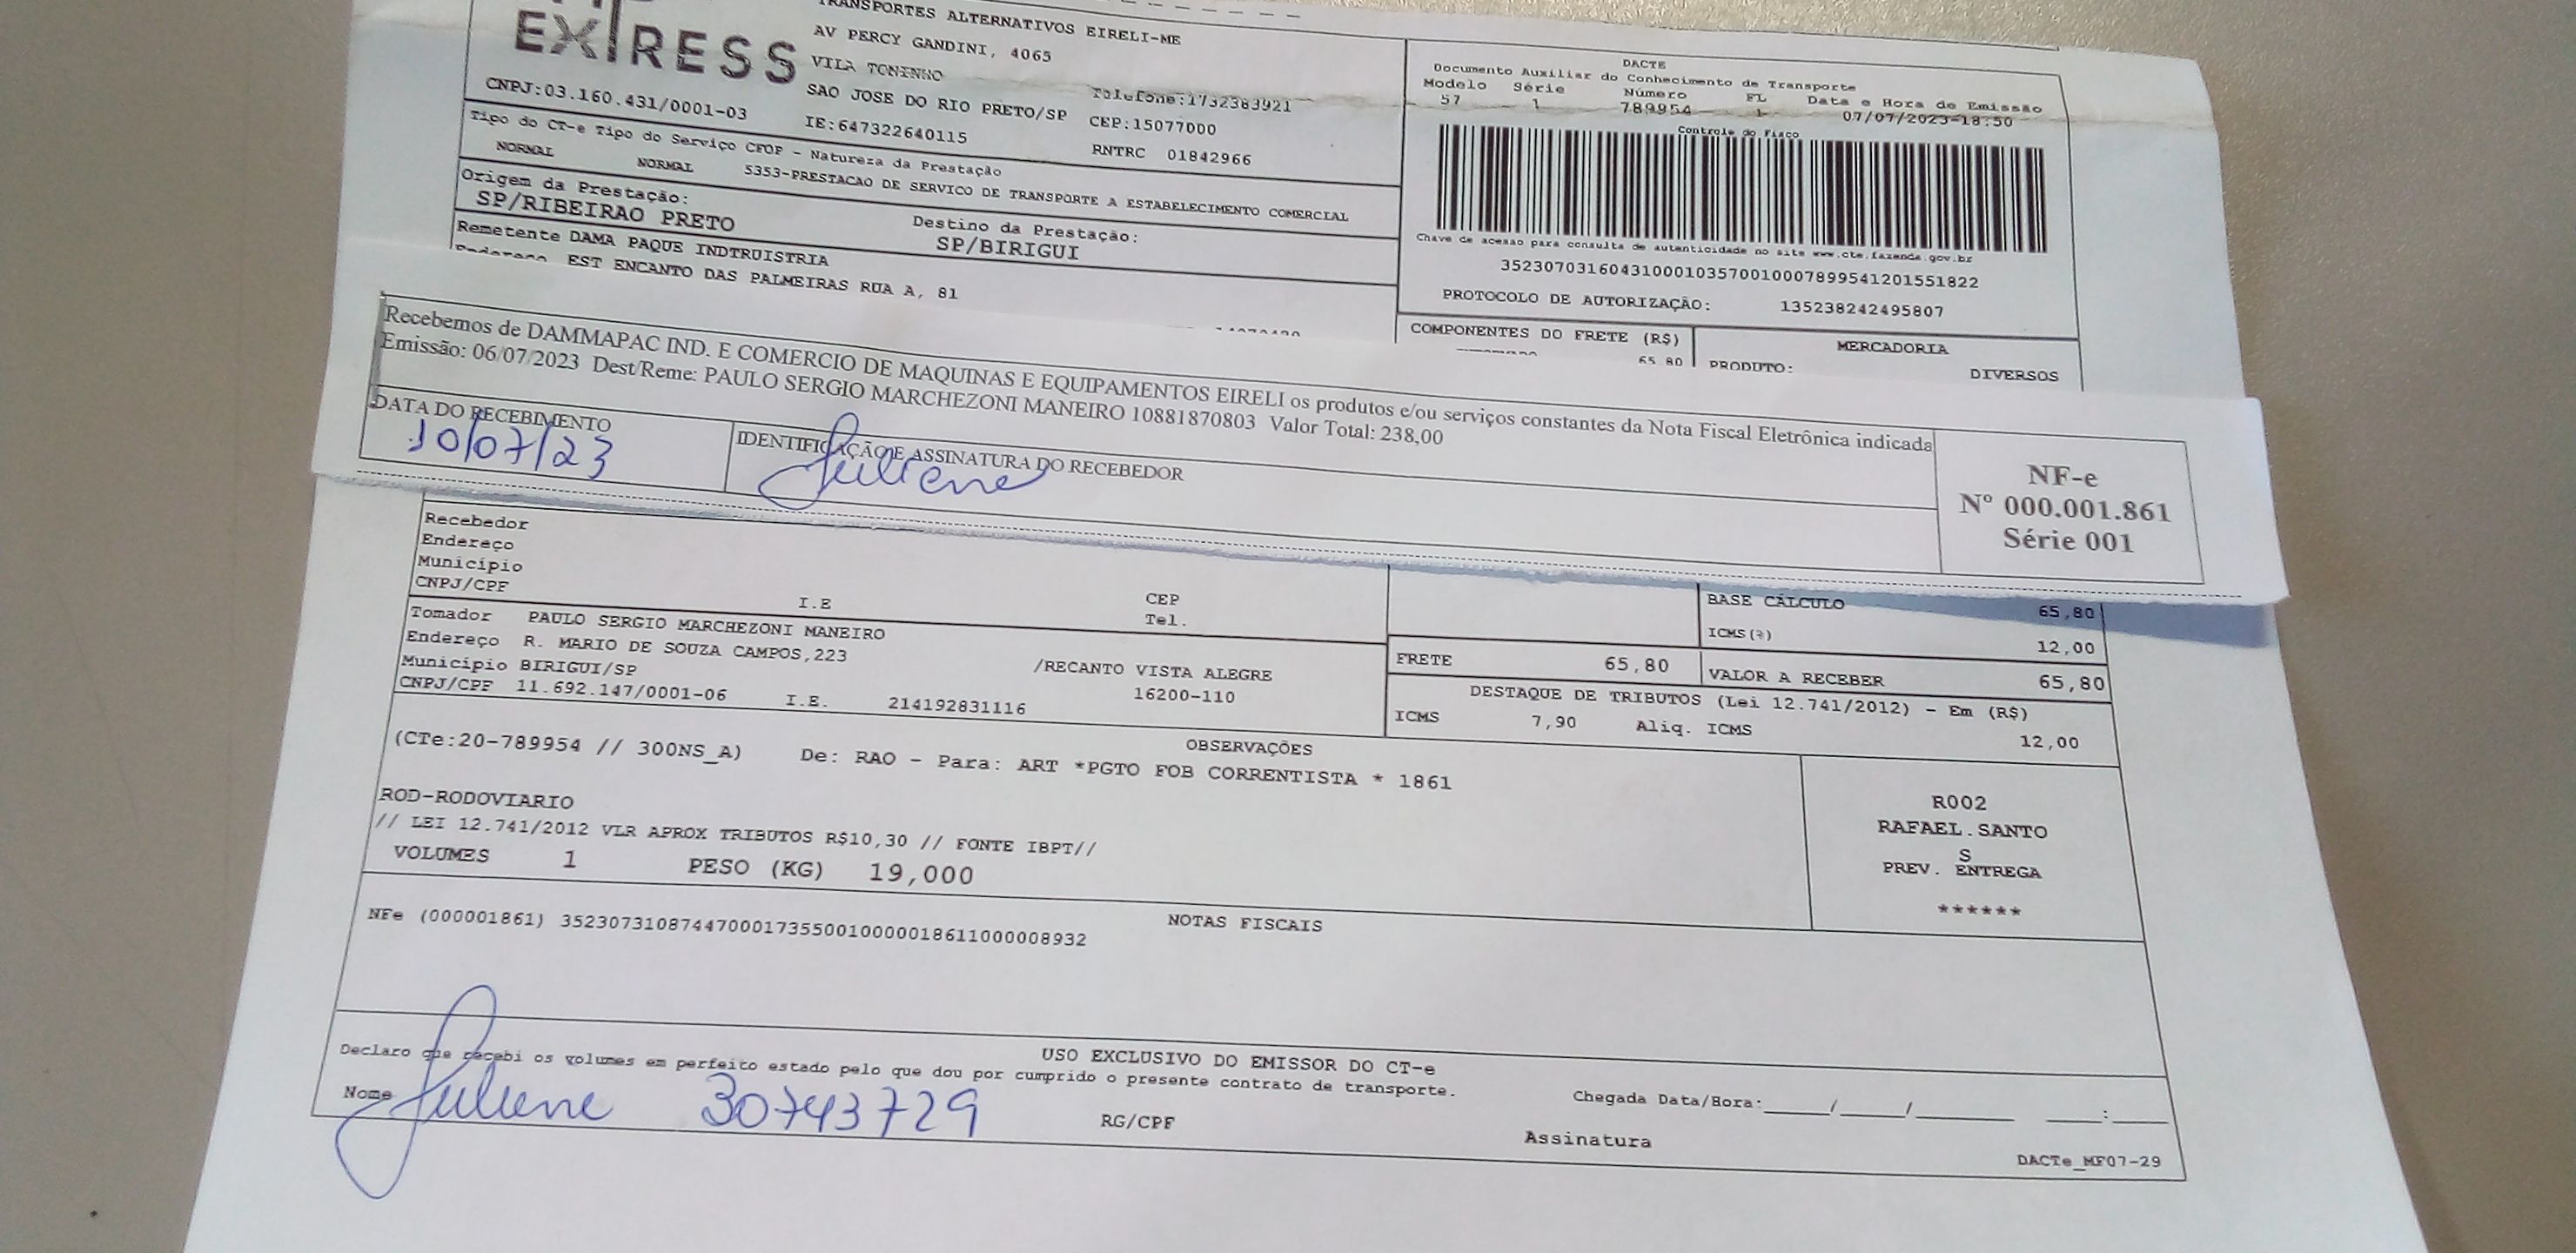 EXPRESS
TRANSPORTES ALTERNATIVOS EIRELI-ME
AV PERCY GANDINI, 4065
VILA TONINHO
SAO JOSE DO RIO PRETO/SP
Telefone:1732383921
CEP:15077000
CNPJ:03.160.431/0001-03
IE:647322640115
RNTRC 01842966
Tipo do CT-e Tipo do Serviço CFOP - Natureza da Prestação
NORMAL NORMAL 5353-PRESTACAO DE SERVICO DE TRANSPORTE A ESTABELECIMENTO COMERCIAL
Origem da Prestação:
SP/RIBEIRAO PRETO
Destino da Prestação:
SP/BIRIGUI
Remetente DAMA PAQUE INDTRUISTRIA
Endereço EST ENCANTO DAS PALMEIRAS RUA A, 81
DACTE
Documento Auxiliar do Conhecimento de Transporte
Modelo Série Número FL Data e Hora de Emissão
57 1 789954 1 07/07/2023-18:50
Controle do Fisco
Chave de acesso para consulta de autenticidade no site www.cte.fazenda.gov.br
35230703160431000103570010007899541201551822
PROTOCOLO DE AUTORIZAÇÃO: 135238242495807
COMPONENTES DO FRETE (R$)
65,80
MERCADORIA
PRODUTO: DIVERSOS
Recebemos de DAMMAPAC IND. E COMERCIO DE MAQUINAS E EQUIPAMENTOS EIRELI os produtos e/ou serviços constantes da Nota Fiscal Eletrônica indicada
Emissão: 06/07/2023 Dest/Reme: PAULO SERGIO MARCHEZONI MANEIRO 10881870803 Valor Total: 238,00
DATA DO RECEBIMENTO
10/07/23
IDENTIFICAÇÃO E ASSINATURA DO RECEBEDOR
Juliene
NF-e
Nº 000.001.861
Série 001
Recebedor
Endereço
Município
CNPJ/CPF
I.E
CEP
Tel.
Tomador PAULO SERGIO MARCHEZONI MANEIRO
Endereço R. MARIO DE SOUZA CAMPOS,223
/RECANTO VISTA ALEGRE
Município BIRIGUI/SP
16200-110
CNPJ/CPF 11.692.147/0001-06 I.E. 214192831116
BASE CÁLCULO 65,80
ICMS(%) 12,00
FRETE 65,80
VALOR A RECEBER 65,80
DESTAQUE DE TRIBUTOS (Lei 12.741/2012) - Em (R$)
ICMS 7,90 Aliq. ICMS 12,00
OBSERVAÇÕES
(CTe:20-789954 // 300NS_A) De: RAO - Para: ART *PGTO FOB CORRENTISTA * 1861
ROD-RODOVIARIO
// LEI 12.741/2012 VLR APROX TRIBUTOS R$10,30 // FONTE IBPT//
VOLUMES 1 PESO (KG) 19,000
R002
RAFAEL.SANTO
S
PREV. ENTREGA
******
NOTAS FISCAIS
NFe (000001861) 35230731087447000173550010000018611000008932
USO EXCLUSIVO DO EMISSOR DO CT-e
Declaro que recebi os volumes em perfeito estado pelo que dou por cumprido o presente contrato de transporte.
Nome Juliene 30743729
RG/CPF
Chegada Data/Hora:_____/_____/_______ ____:____
Assinatura
DACTe_MF07-29